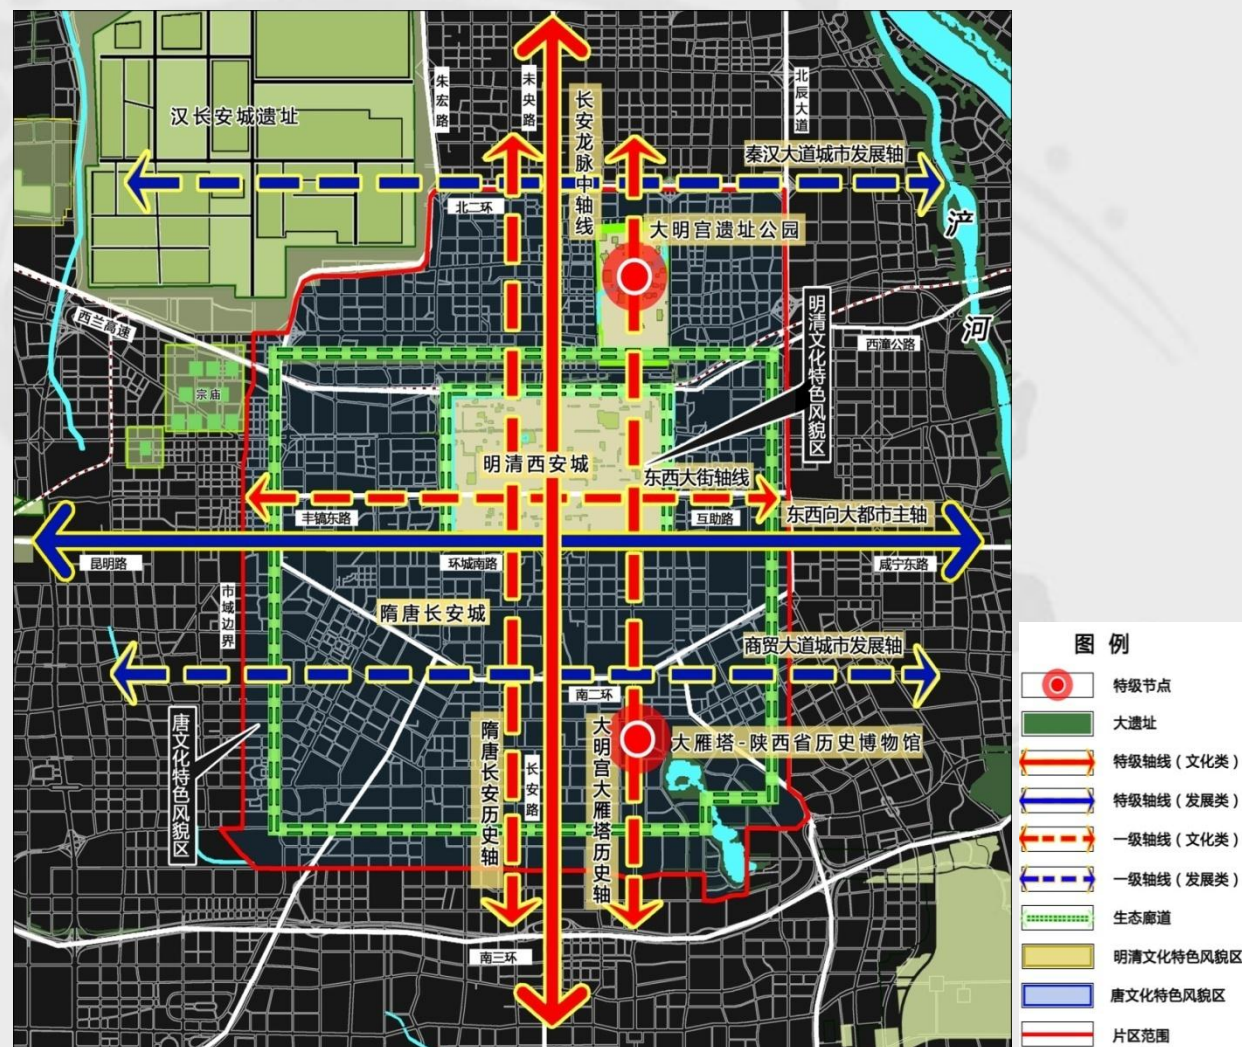 汉长安城遗址
朱宏路
未央路
长安龙脉中轴线
北辰大道
秦汉大道城市发展轴
北二环
大明宫遗址公园
浐河
西兰高速
明清文化特色风貌区
西潼公路
宗庙
明清西安城
东西大街轴线
丰镐东路
互助路
东西向大都市主轴
昆明路
环城南路
咸宁东路
市域边界
隋唐长安城
商贸大道城市发展轴
南二环
唐文化特色风貌区
隋唐长安历史轴
长安路
大明宫大雁塔历史轴
大雁塔-陕西省历史博物馆
南三环
图例
特级节点
大遗址
特级轴线（文化类）
特级轴线（发展类）
一级轴线（文化类）
一级轴线（发展类）
生态廊道
明清文化特色风貌区
唐文化特色风貌区
片区范围